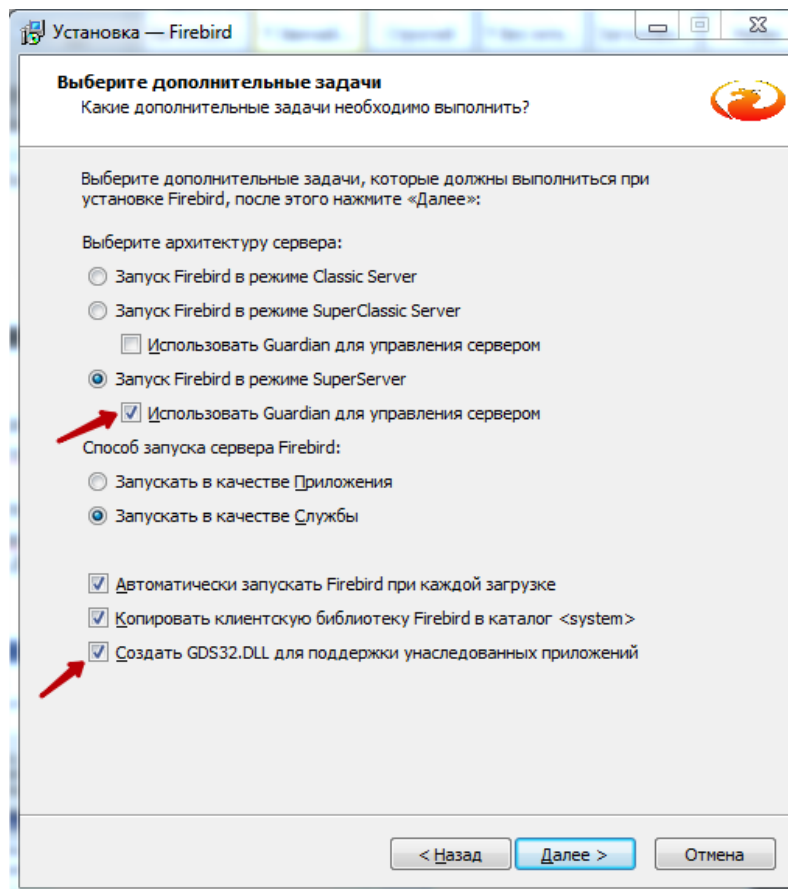 Установка — Firebird
Выберите дополнительные задачи
Какие дополнительные задачи необходимо выполнить?
Выберите дополнительные задачи, которые должны выполниться при
установке Firebird, после этого нажмите «Далее»:
Выберите архитектуру сервера:
Запуск Firebird в режиме Classic Server
Запуск Firebird в режиме SuperClassic Server
Использовать Guardian для управления сервером
Запуск Firebird в режиме SuperServer
Использовать Guardian для управления сервером
Способ запуска сервера Firebird:
Запускать в качестве Приложения
Запускать в качестве Службы
Автоматически запускать Firebird при каждой загрузке
Копировать клиентскую библиотеку Firebird в каталог <system>
Создать GDS32.DLL для поддержки унаследованных приложений
< Назад Далее > Отмена